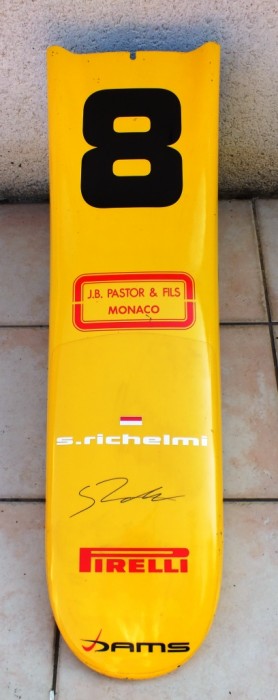 8
J.B. PASTOR & FILS
MONACO
s.richelmi
PIRELLI
DAMS